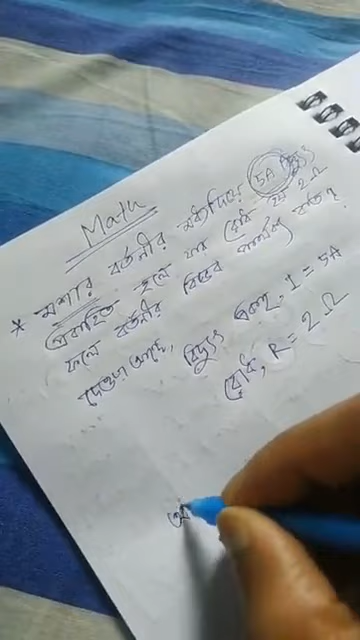 Math
* মশার বর্তনীর মধ্যদিয়ে 5A বিদ্যুৎ
প্রবাহিত হলে যার রোধ হয় 2Ω
ফলে বর্তনীর বিভব পার্থক্য কত?
দেওয়া আছে, বিদ্যুৎ প্রবাহ, I = 5A
রোধ, R = 2Ω